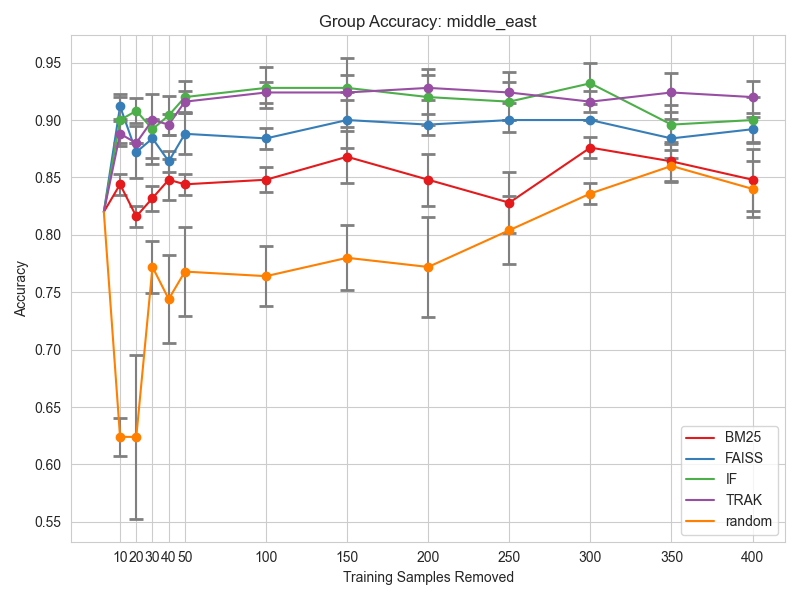 Group Accuracy: middle_east
0.95
0.90
0.85
0.80
0.75
0.70
0.65
0.60
0.55
Accuracy
10 20 30 40 50 100 150 200 250 300 350 400
Training Samples Removed
BM25
FAISS
IF
TRAK
random